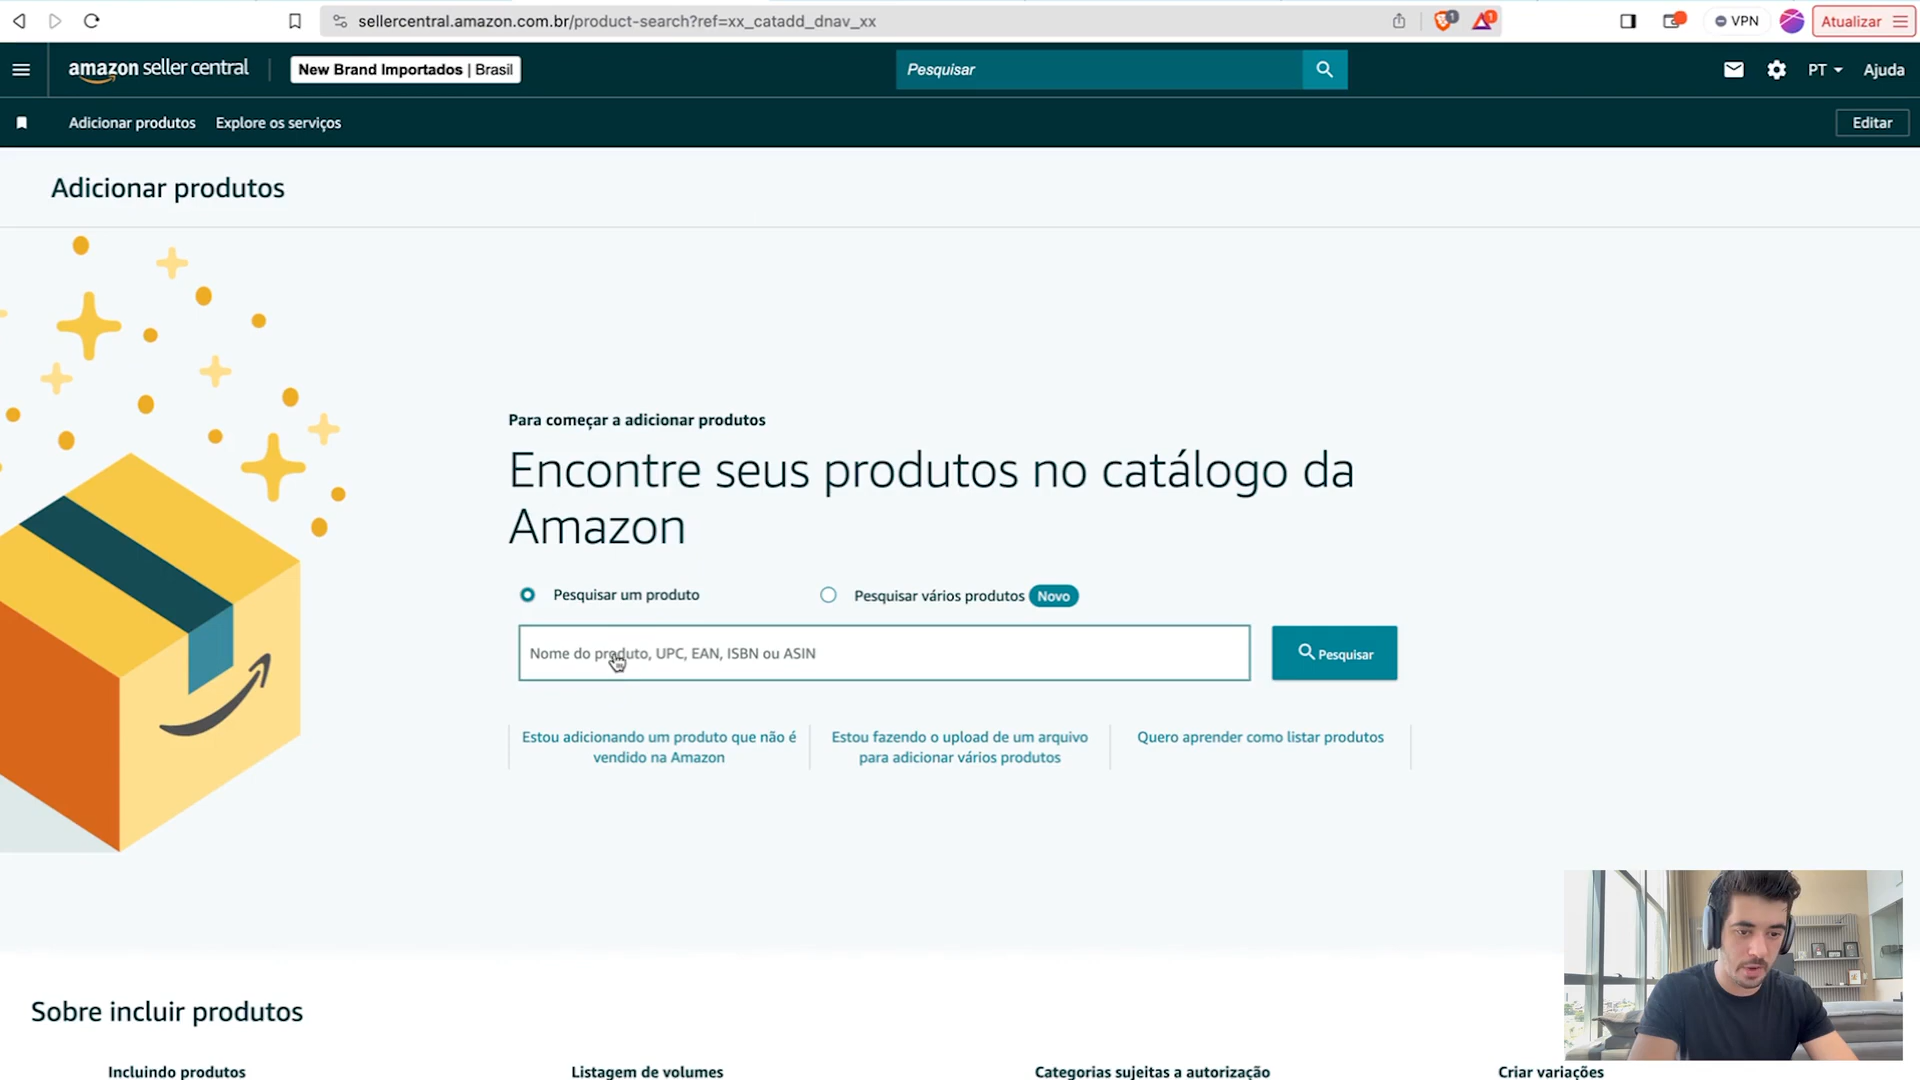 sellercentral.amazon.com.br/product-search?ref=xx_catadd_dnav_xx
1
1
VPN
Atualizar
amazon seller central
New Brand Importados | Brasil
Pesquisar
PT
Ajuda
Adicionar produtos
Explore os serviços
Editar
Adicionar produtos
Para começar a adicionar produtos
Encontre seus produtos no catálogo da
Amazon
Pesquisar um produto
Pesquisar vários produtos
Novo
Nome do produto, UPC, EAN, ISBN ou ASIN
Pesquisar
Estou adicionando um produto que não é
vendido na Amazon
Estou fazendo o upload de um arquivo
para adicionar vários produtos
Quero aprender como listar produtos
Sobre incluir produtos
Incluindo produtos
Listagem de volumes
Categorias sujeitas a autorização
Criar variações